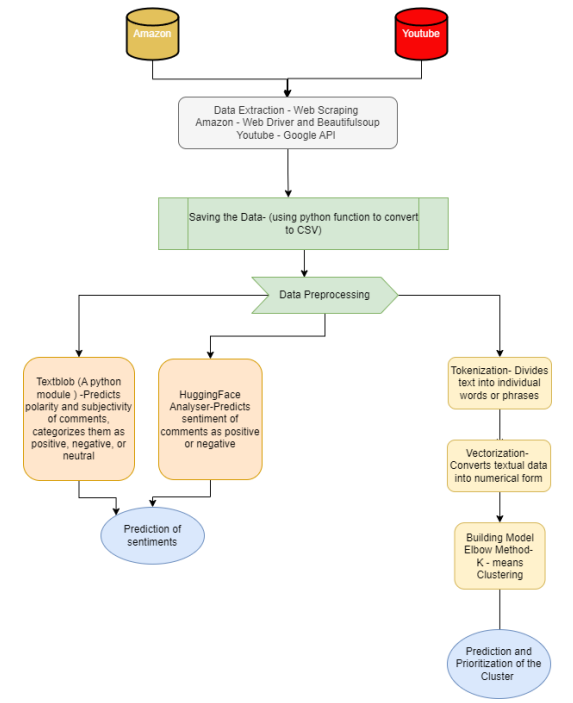 Amazon
Youtube
Data Extraction - Web Scraping
Amazon - Web Driver and Beautifulsoup
Youtube - Google API
Saving the Data- (using python function to convert
to CSV)
Data Preprocessing
Textblob (A python
module ) -Predicts
polarity and subjectivity
of comments,
categorizes them as
positive, negative, or
neutral
HuggingFace
Analyser-Predicts
sentiment of
comments as positive
or negative
Tokenization- Divides
text into individual
words or phrases
Vectorization-
Converts textual data
into numerical form
Prediction of
sentiments
Building Model
Elbow Method-
K - means
Clustering
Prediction and
Prioritization of the
Cluster